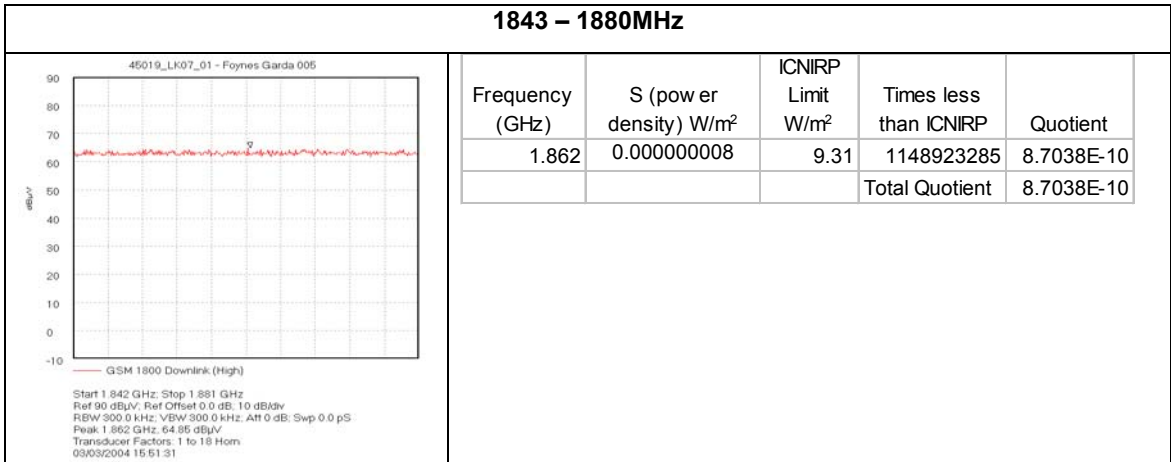 1843 – 1880MHz
45019_LK07_01 - Foynes Garda 005
90
80
70
60
50
40
30
20
10
0
-10
dBµV
GSM 1800 Downlink (High)
Start 1.842 GHz; Stop 1.881 GHz
Ref 90 dBµV; Ref Offset 0.0 dB; 10 dB/div
RBW 300.0 kHz; VBW 300.0 kHz; Att 0 dB; Swp 0.0 pS
Peak 1.862 GHz, 64.85 dBµV
Transducer Factors: 1 to 18 Horn
03/03/2004 15:51:31
Frequency (GHz) S (pow er density) W/m² ICNIRP Limit W/m² Times less than ICNIRP Quotient
1.862 0.000000008 9.31 1148923285 8.7038E-10
Total Quotient 8.7038E-10